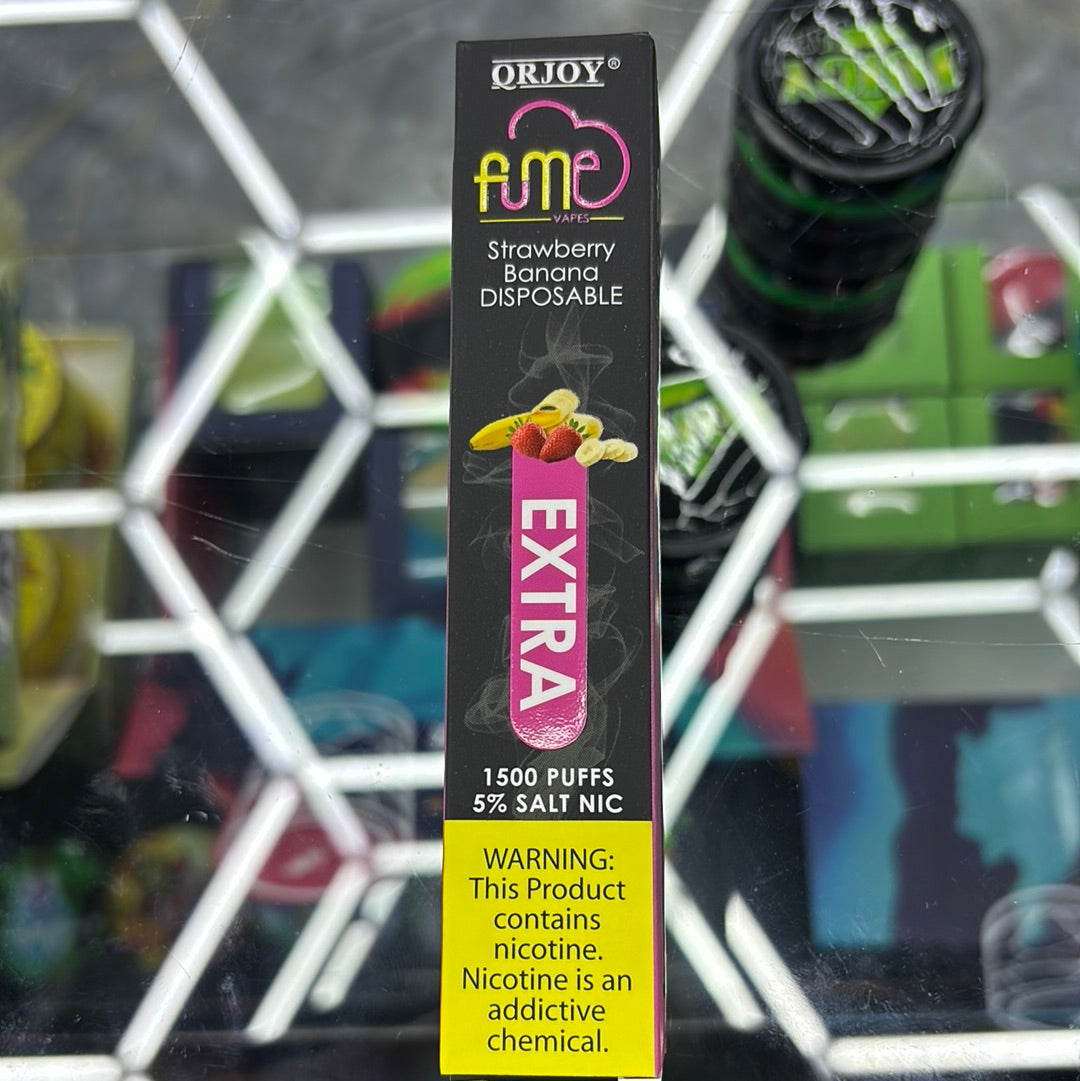 QRJOY®
fume
VAPES
Strawberry
Banana
DISPOSABLE
EXTRA
1500 PUFFS
5% SALT NIC
WARNING:
This Product
contains
nicotine.
Nicotine is an
addictive
chemical.